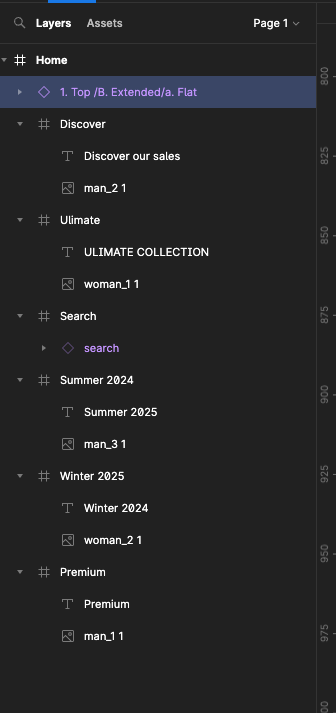 Layers Assets Page 1
Home
1. Top /B. Extended/a. Flat
Discover
Discover our sales
man_2 1
Ulimate
ULIMATE COLLECTION
woman_1 1
Search
search
Summer 2024
Summer 2025
man_3 1
Winter 2025
Winter 2024
woman_2 1
Premium
Premium
man_1 1
800
825
850
875
900
925
950
975